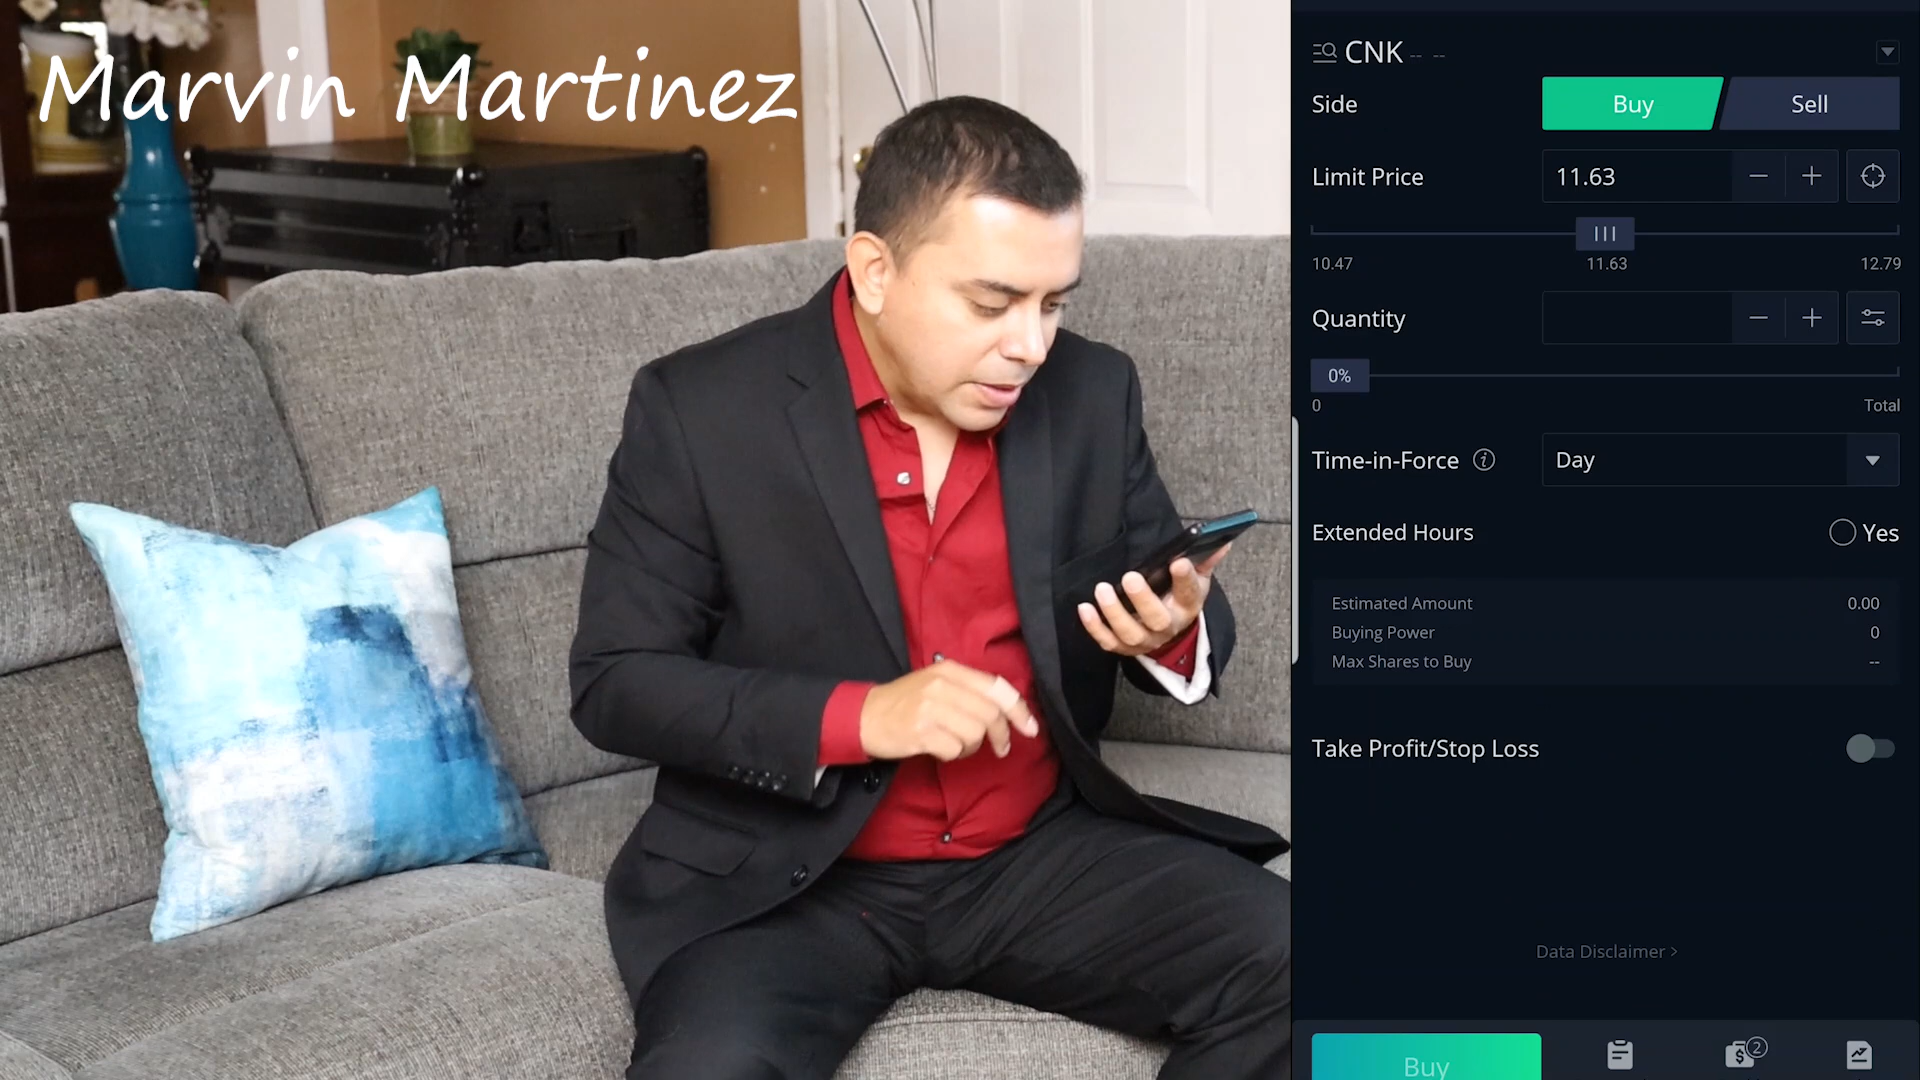 Marvin Martinez
CNK -- --
Side
Buy
Sell
Limit Price
11.63
10.47
11.63
12.79
Quantity
0%
0
Total
Time-in-Force
Day
Extended Hours
Yes
Estimated Amount
0.00
Buying Power
0
Max Shares to Buy
--
Take Profit/Stop Loss
Data Disclaimer >
Buy
2